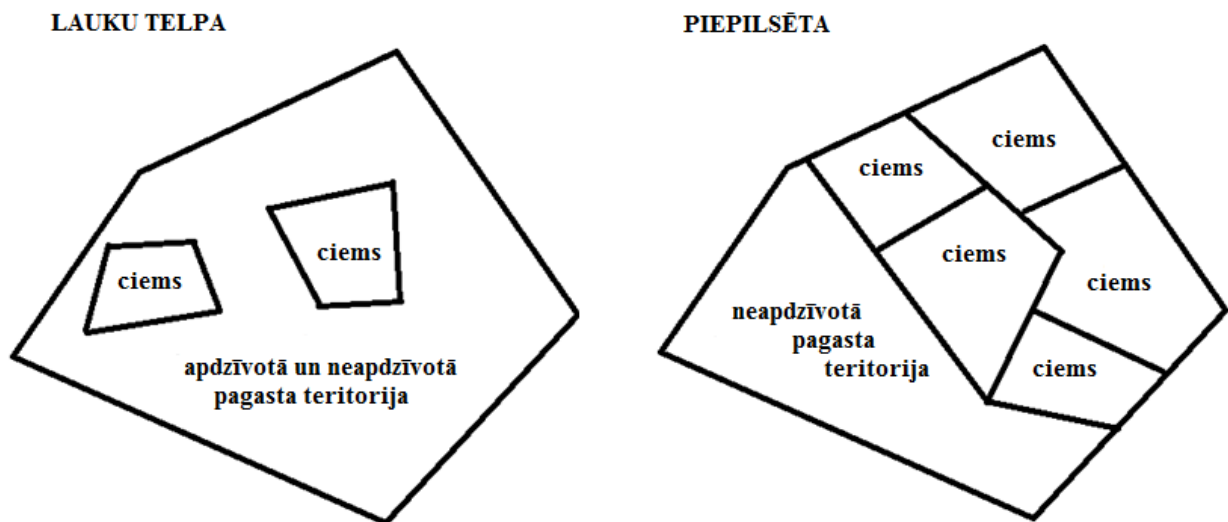 LAUKU TELPA
ciems
ciems
apdzīvotā un neapdzīvotā
pagasta teritorija
PIEPILSĒTA
ciems
ciems
ciems
ciems
ciems
neapdzīvotā
pagasta
teritorija